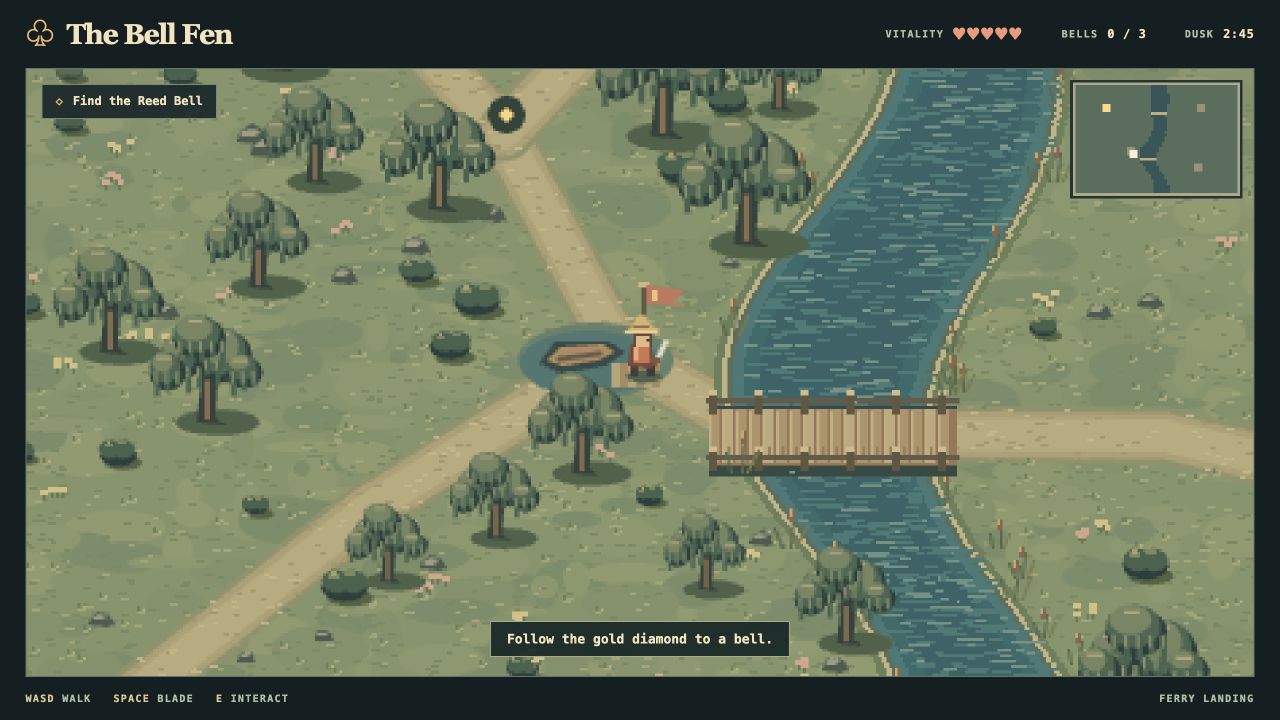 The Bell Fen
VITALITY ♥♥♥♥♥ BELLS 0 / 3 DUSK 2:45
◇ Find the Reed Bell
Follow the gold diamond to a bell.
WASD WALK SPACE BLADE E INTERACT
FERRY LANDING